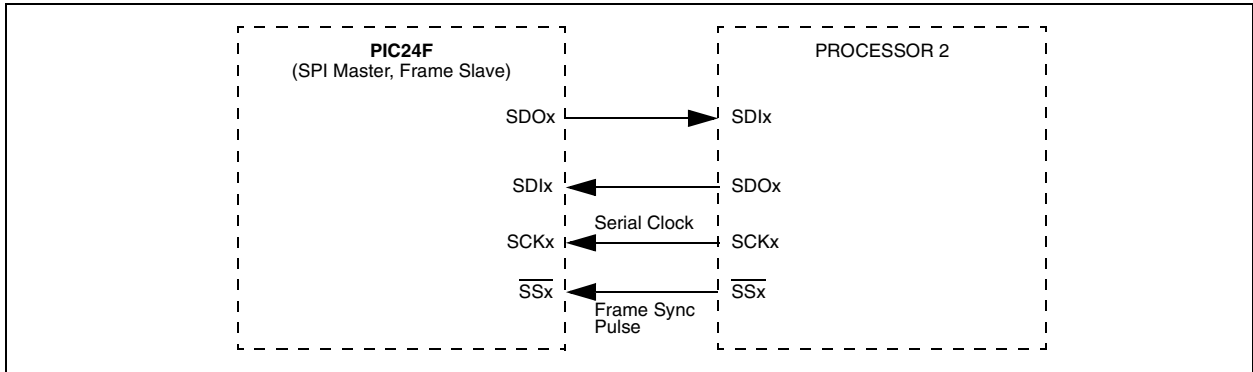 PIC24F
(SPI Master, Frame Slave)
PROCESSOR 2
SDOx
SDIx
SDIx
SDOx
Serial Clock
SCKx
SCKx
SSx
SSx
Frame Sync
Pulse